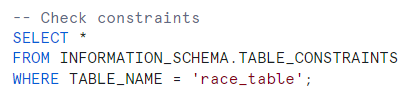 -- Check constraints
SELECT *
FROM INFORMATION_SCHEMA.TABLE_CONSTRAINTS
WHERE TABLE_NAME = 'race_table';